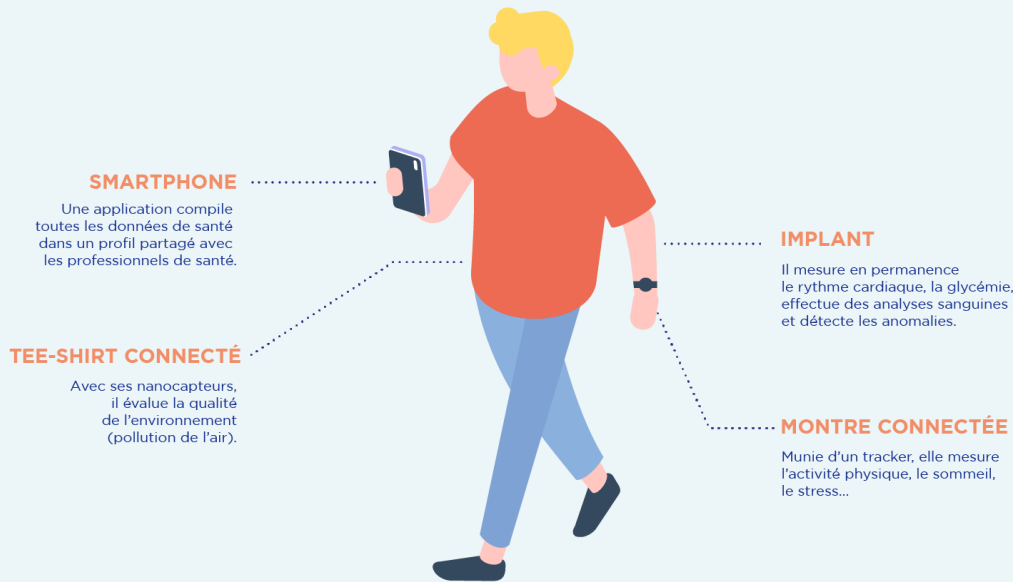 SMARTPHONE
Une application compile
toutes les données de santé
dans un profil partagé avec
les professionnels de santé.
TEE-SHIRT CONNECTÉ
Avec ses nanocapteurs,
il évalue la qualité
de l'environnement
(pollution de l'air).
IMPLANT
Il mesure en permanence
le rythme cardiaque, la glycémie,
effectue des analyses sanguines
et détecte les anomalies.
MONTRE CONNECTÉE
Munie d'un tracker, elle mesure
l'activité physique, le sommeil,
le stress...